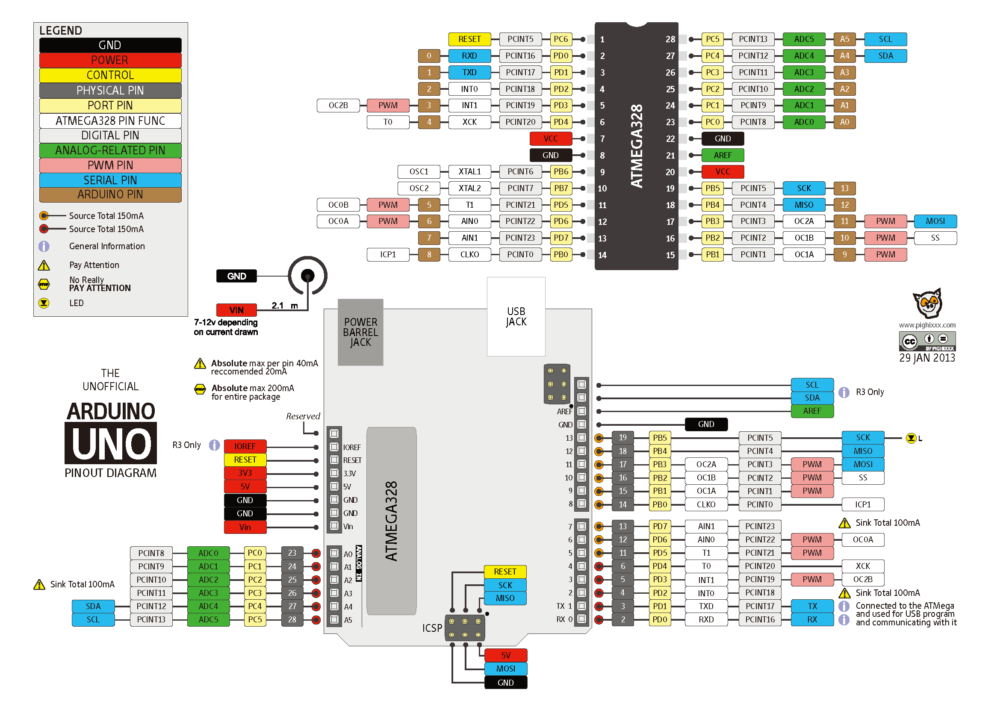 LEGEND
GND
POWER
CONTROL
PHYSICAL PIN
PORT PIN
ATMEGA328 PIN FUNC
DIGITAL PIN
ANALOG-RELATED PIN
PWM PIN
SERIAL PIN
ARDUINO PIN
Source Total 150mA
Source Total 150mA
General Information
Pay Attention
STOP No Really
PAY ATTENTION
LED
RESET PCINT5 PC6 1
0 RXD PCINT16 PD0 2
1 TXD PCINT17 PD1 3
2 INT0 PCINT18 PD2 4
OC2B PWM 3 INT1 PCINT19 PD3 5
T0 4 XCK PCINT20 PD4 6
VCC 7
GND 8
OSC1 XTAL1 PCINT6 PB6 9
OSC2 XTAL2 PCINT7 PB7 10
OC0B PWM 5 T1 PCINT21 PD5 11
OC0A PWM 6 AIN0 PCINT22 PD6 12
7 AIN1 PCINT23 PD7 13
ICP1 8 CLKO PCINT0 PB0 14
ATMEGA328
28 PC5 PCINT13 ADC5 A5 SCL
27 PC4 PCINT12 ADC4 A4 SDA
26 PC3 PCINT11 ADC3 A3
25 PC2 PCINT10 ADC2 A2
24 PC1 PCINT9 ADC1 A1
23 PC0 PCINT8 ADC0 A0
22 GND
21 AREF
20 VCC
19 PB5 PCINT5 SCK 13
18 PB4 PCINT4 MISO 12
17 PB3 PCINT3 OC2A 11 PWM MOSI
16 PB2 PCINT2 OC1B 10 PWM SS
15 PB1 PCINT1 OC1A 9 PWM
GND
VIN 2.1 m
7-12v depending
on current drawn
POWER
BARREL
JACK
USB
JACK
www.pighixxx.com
cc
BY PIGHIXXX
29 JAN 2013
Absolute max per pin 40mA
reccomended 20mA
STOP Absolute max 200mA
for entire package
THE
UNOFFICIAL
ARDUINO
UNO
PINOUT DIAGRAM
Reserved
R3 Only IOREF IOREF
RESET RESET
3V3 3,3V
5V 5V
GND GND
GND GND
Vin Vin
ANALOG IN
PCINT8 ADC0 PC0 23 A0
PCINT9 ADC1 PC1 24 A1
PCINT10 ADC2 PC2 25 A2
Sink Total 100mA
PCINT11 ADC3 PC3 26 A3
SDA PCINT12 ADC4 PC4 27 A4
SCL PCINT13 ADC5 PC5 28 A5
ATMEGA328
SCL
R3 Only
SDA
AREF AREF
GND GND
13 19 PB5 PCINT5 SCK L
12 18 PB4 PCINT4 MISO
11 17 PB3 OC2A PCINT3 PWM MOSI
10 16 PB2 OC1B PCINT2 PWM SS
9 15 PB1 OC1A PCINT1 PWM
8 14 PB0 CLKO PCINT0 ICP1
Sink Total 100mA
7 13 PD7 AIN1 PCINT23
6 12 PD6 AIN0 PCINT22 PWM OC0A
5 11 PD5 T1 PCINT21 PWM
4 6 PD4 T0 PCINT20 XCK
3 5 PD3 INT1 PCINT19 PWM OC2B
2 4 PD2 INT0 PCINT18
Sink Total 100mA
TX 1 3 PD1 TXD PCINT17 TX
RX 0 2 PD0 RXD PCINT16 RX
Connected to the ATMega
and used for USB program
and communicating with it
RESET
SCK
MISO
ICSP
5V
MOSI
GND